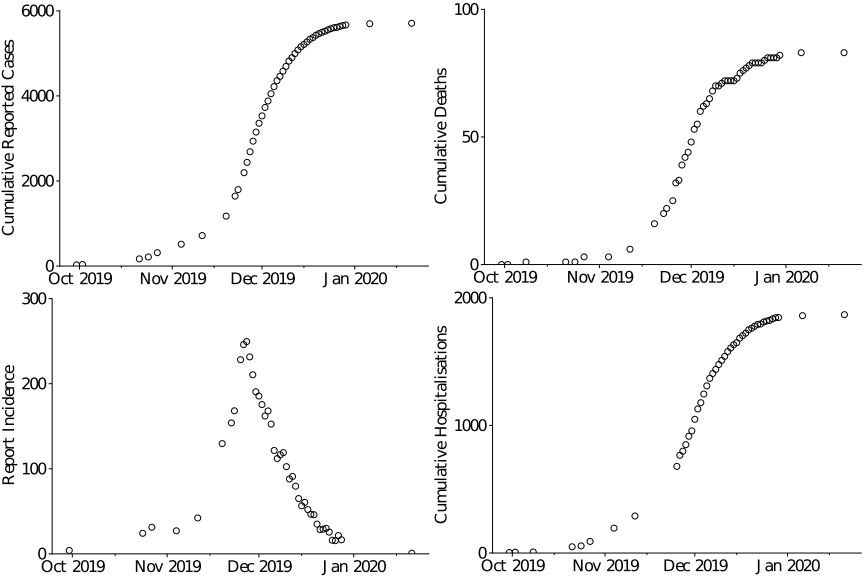 6000
4000
2000
0
Cumulative Reported Cases
Oct 2019 Nov 2019 Dec 2019 Jan 2020
100
50
0
Cumulative Deaths
Oct 2019 Nov 2019 Dec 2019 Jan 2020
300
200
100
0
Report Incidence
Oct 2019 Nov 2019 Dec 2019 Jan 2020
2000
1000
0
Cumulative Hospitalisations
Oct 2019 Nov 2019 Dec 2019 Jan 2020